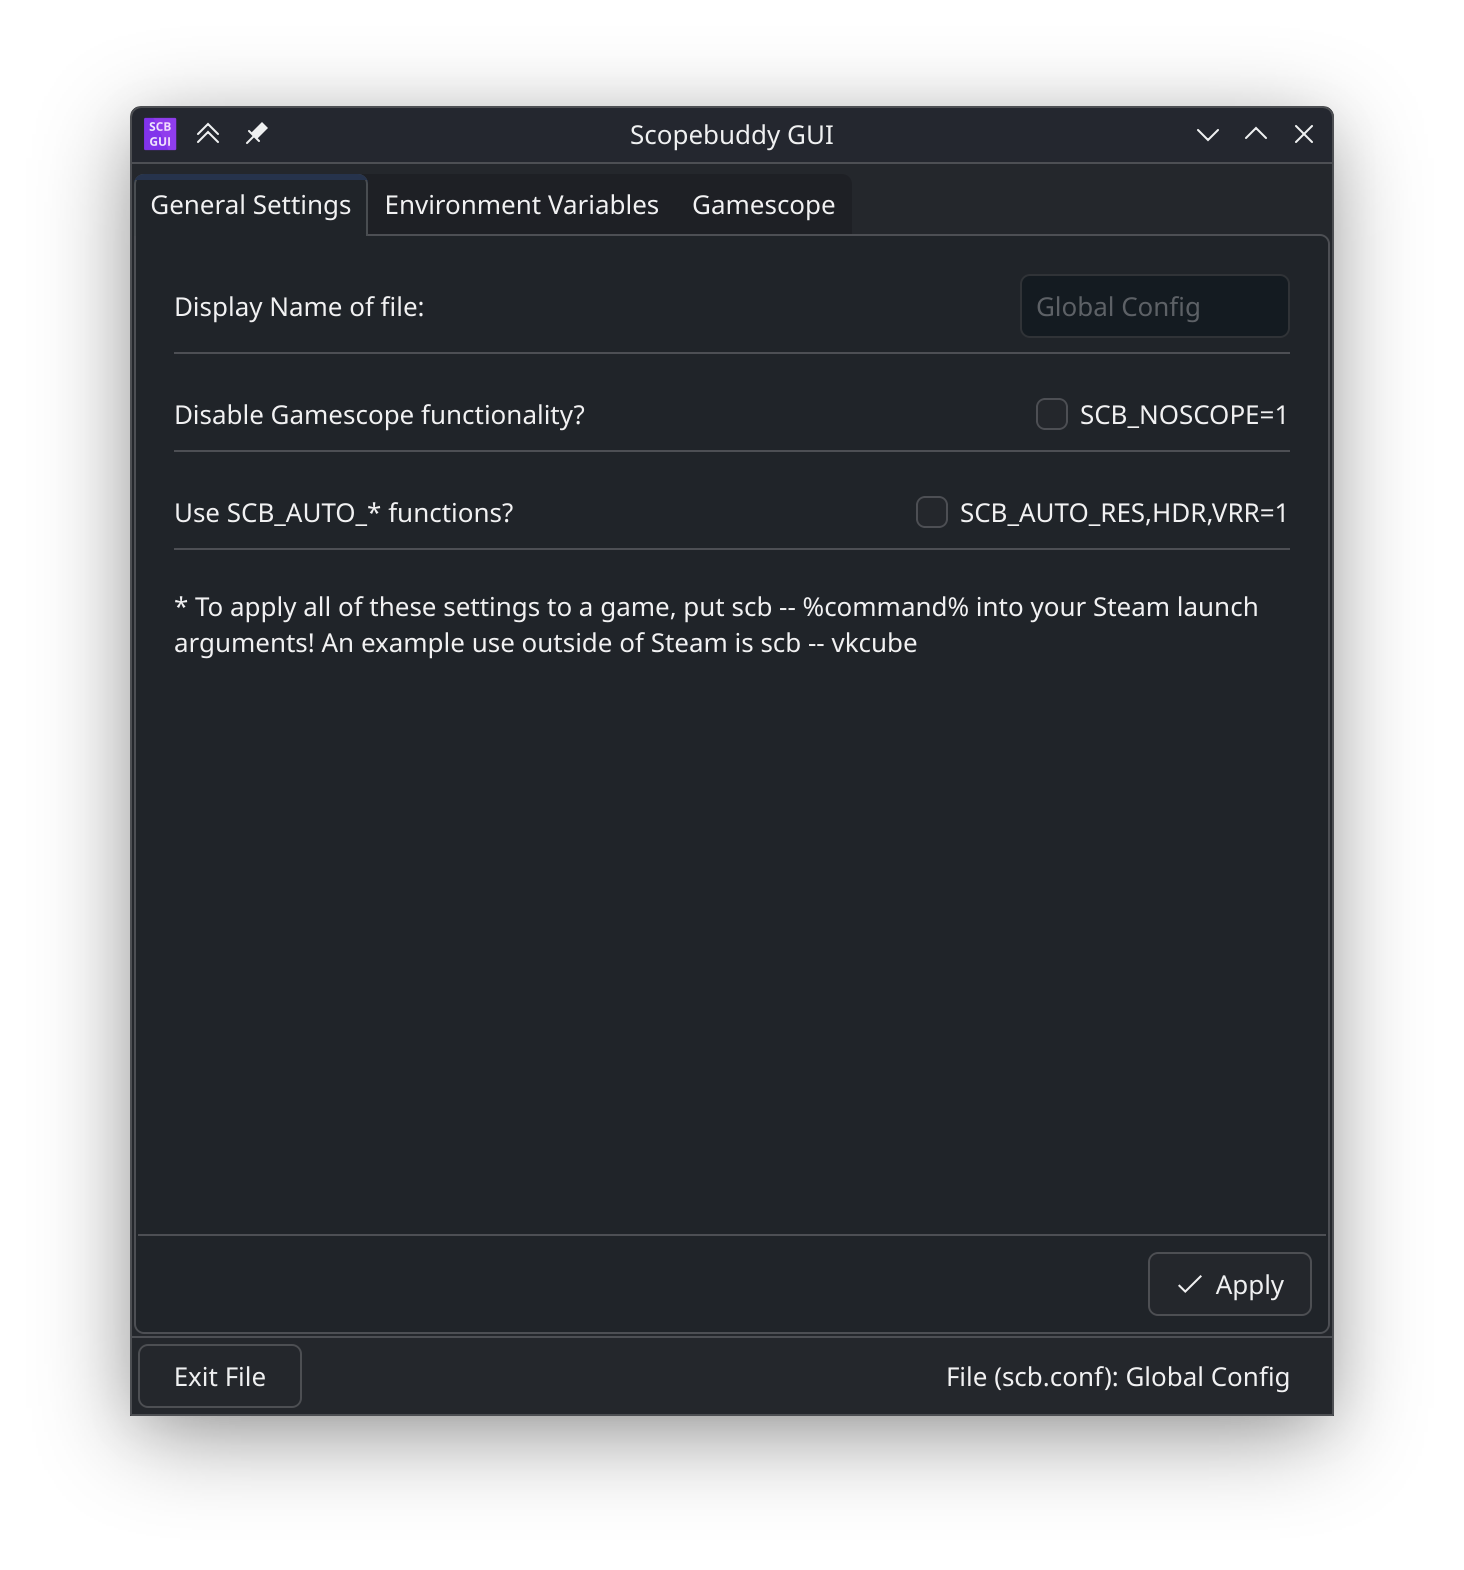 SCB
GUI
Scopebuddy GUI
General Settings
Environment Variables
Gamescope
Display Name of file:
Global Config
Disable Gamescope functionality?
SCB_NOSCOPE=1
Use SCB_AUTO_* functions?
SCB_AUTO_RES,HDR,VRR=1
* To apply all of these settings to a game, put scb -- %command% into your Steam launch
arguments! An example use outside of Steam is scb -- vkcube
Apply
Exit File
File (scb.conf): Global Config